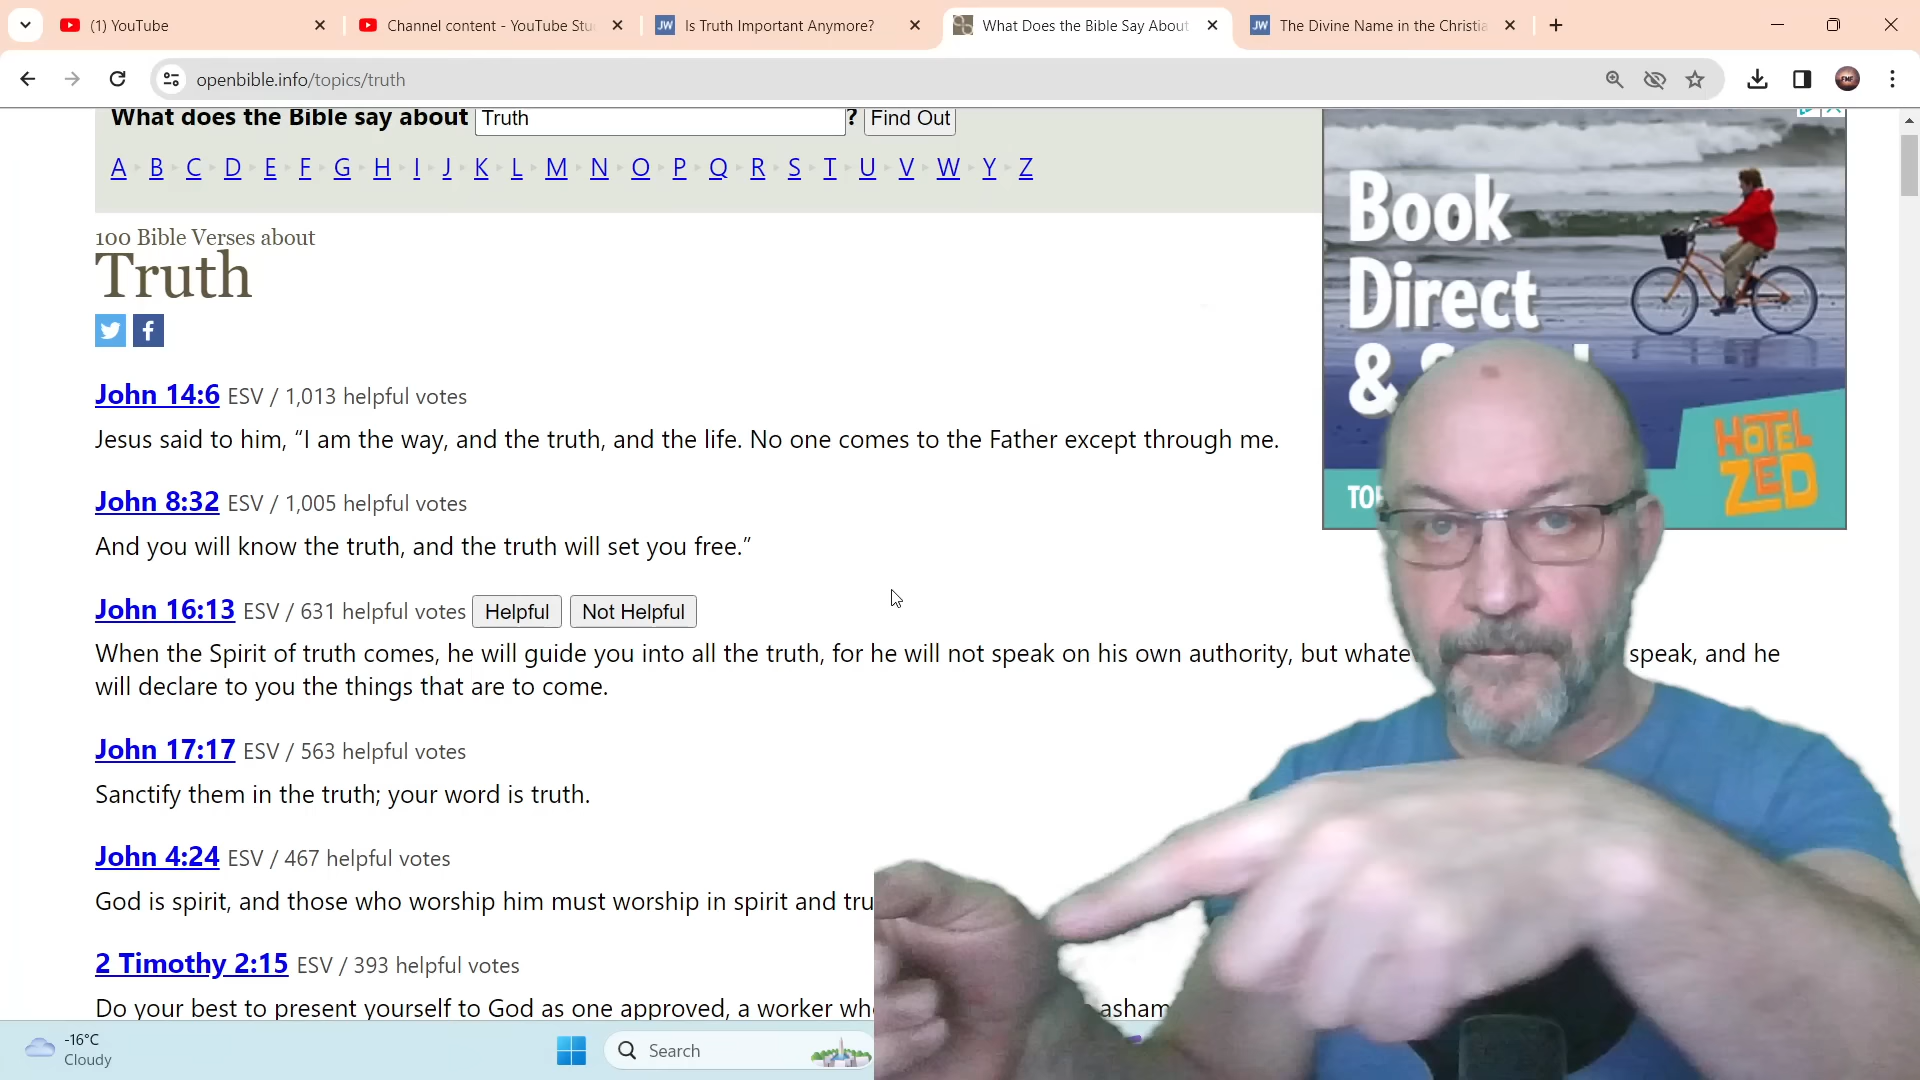 (1) YouTube
Channel content - YouTube Stu
JW Is Truth Important Anymore?
What Does the Bible Say About
JW The Divine Name in the Christia
openbible.info/topics/truth
What does the Bible say about Truth ? Find Out
A B C D E F G H I J K L M N O P Q R S T U V W Y Z
100 Bible Verses about
Truth
John 14:6 ESV / 1,013 helpful votes
Jesus said to him, “I am the way, and the truth, and the life. No one comes to the Father except through me.
John 8:32 ESV / 1,005 helpful votes
And you will know the truth, and the truth will set you free.”
John 16:13 ESV / 631 helpful votes Helpful Not Helpful
When the Spirit of truth comes, he will guide you into all the truth, for he will not speak on his own authority, but whate speak, and he
will declare to you the things that are to come.
John 17:17 ESV / 563 helpful votes
Sanctify them in the truth; your word is truth.
John 4:24 ESV / 467 helpful votes
God is spirit, and those who worship him must worship in spirit and tru
2 Timothy 2:15 ESV / 393 helpful votes
Do your best to present yourself to God as one approved, a worker who asham
Book
Direct
&
HOTEL
ZED
-16°C
Cloudy
Search